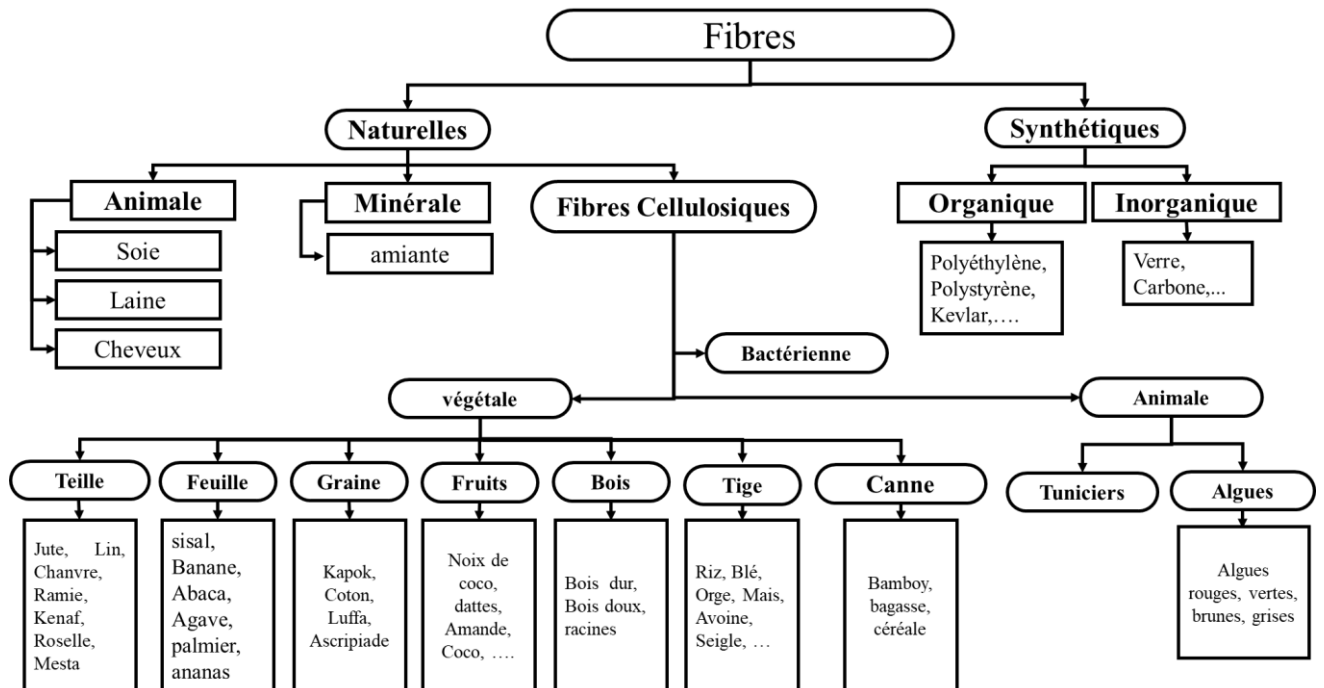 Fibres
Naturelles
Synthétiques
Animale
Minérale
Fibres Cellulosiques
Organique
Inorganique
Soie
amiante
Laine
Cheveux
Polyéthylène,
Polystyrène,
Kevlar,….
Verre,
Carbone,...
Bactérienne
végétale
Animale
Teille
Feuille
Graine
Fruits
Bois
Tige
Canne
Tuniciers
Algues
Jute, Lin,
Chanvre,
Ramie,
Kenaf,
Roselle,
Mesta
sisal,
Banane,
Abaca,
Agave,
palmier,
ananas
Kapok,
Coton,
Luffa,
Ascripiade
Noix de
coco,
dattes,
Amande,
Coco, ….
Bois dur,
Bois doux,
racines
Riz, Blé,
Orge, Mais,
Avoine,
Seigle, …
Bamboy,
bagasse,
céréale
Algues
rouges, vertes,
brunes, grises